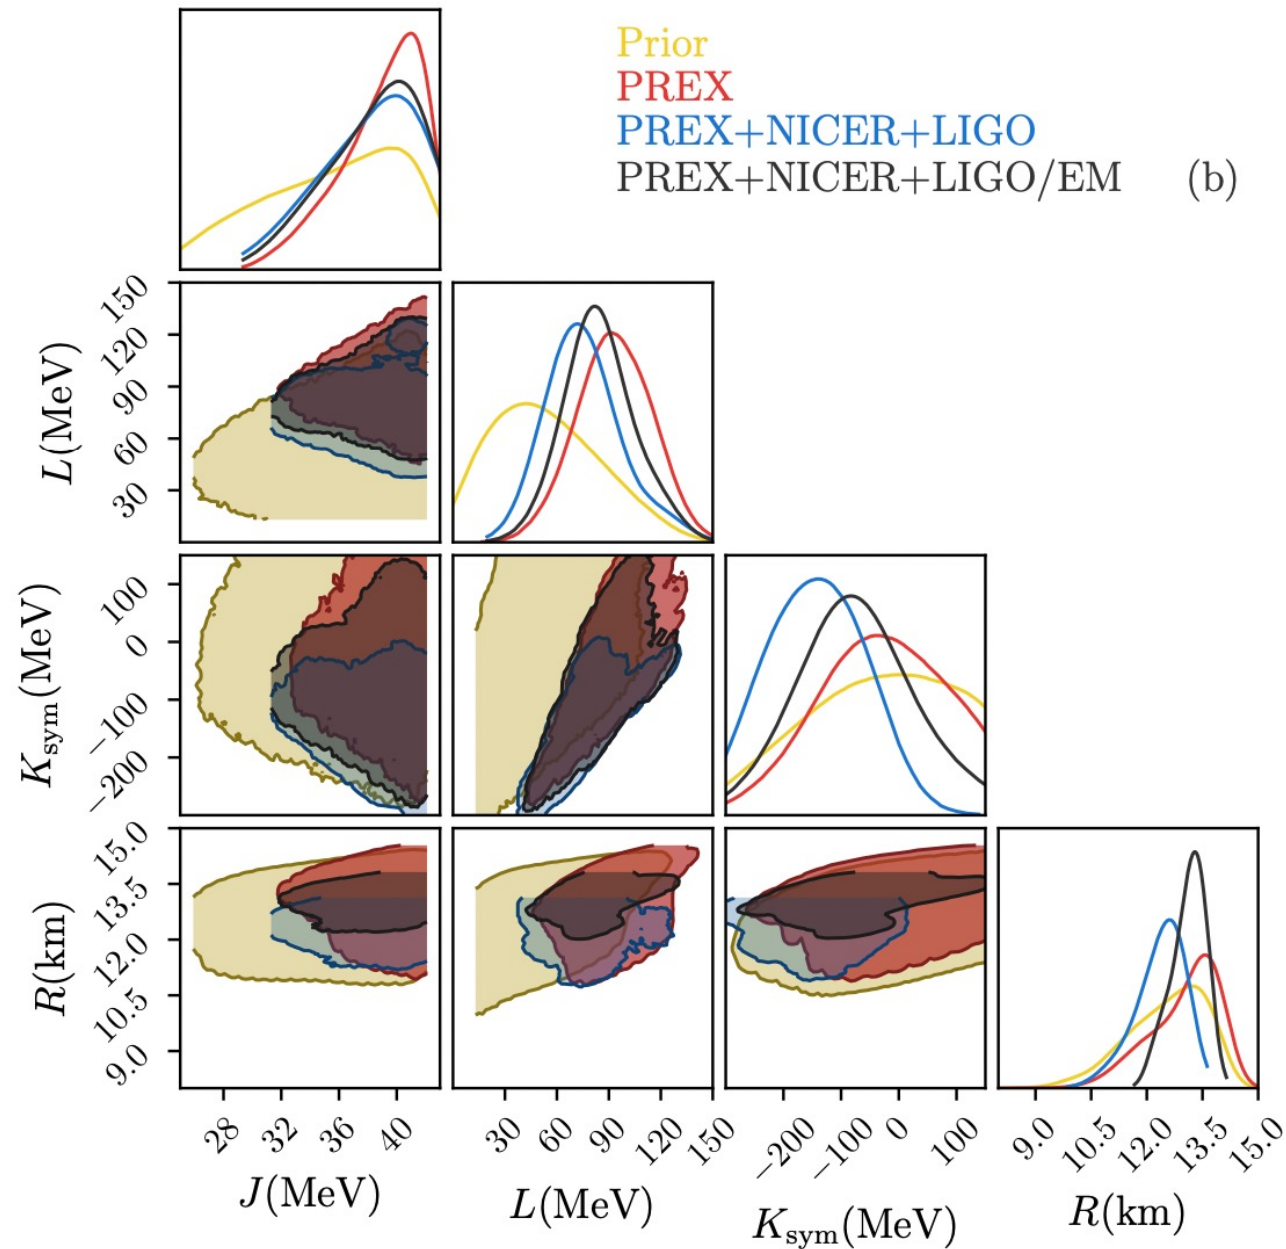 Prior
PREX
PREX+NICER+LIGO
PREX+NICER+LIGO/EM (b)
150
120
90
60
30
L(MeV)
100
0
−100
−200
K_sym(MeV)
15.0
13.5
12.0
10.5
9.0
R(km)
28 32 36 40
30 60 90 120 150
−200 −100 0 100
9.0 10.5 12.0 13.5 15.0
J(MeV)
L(MeV)
K_sym(MeV)
R(km)